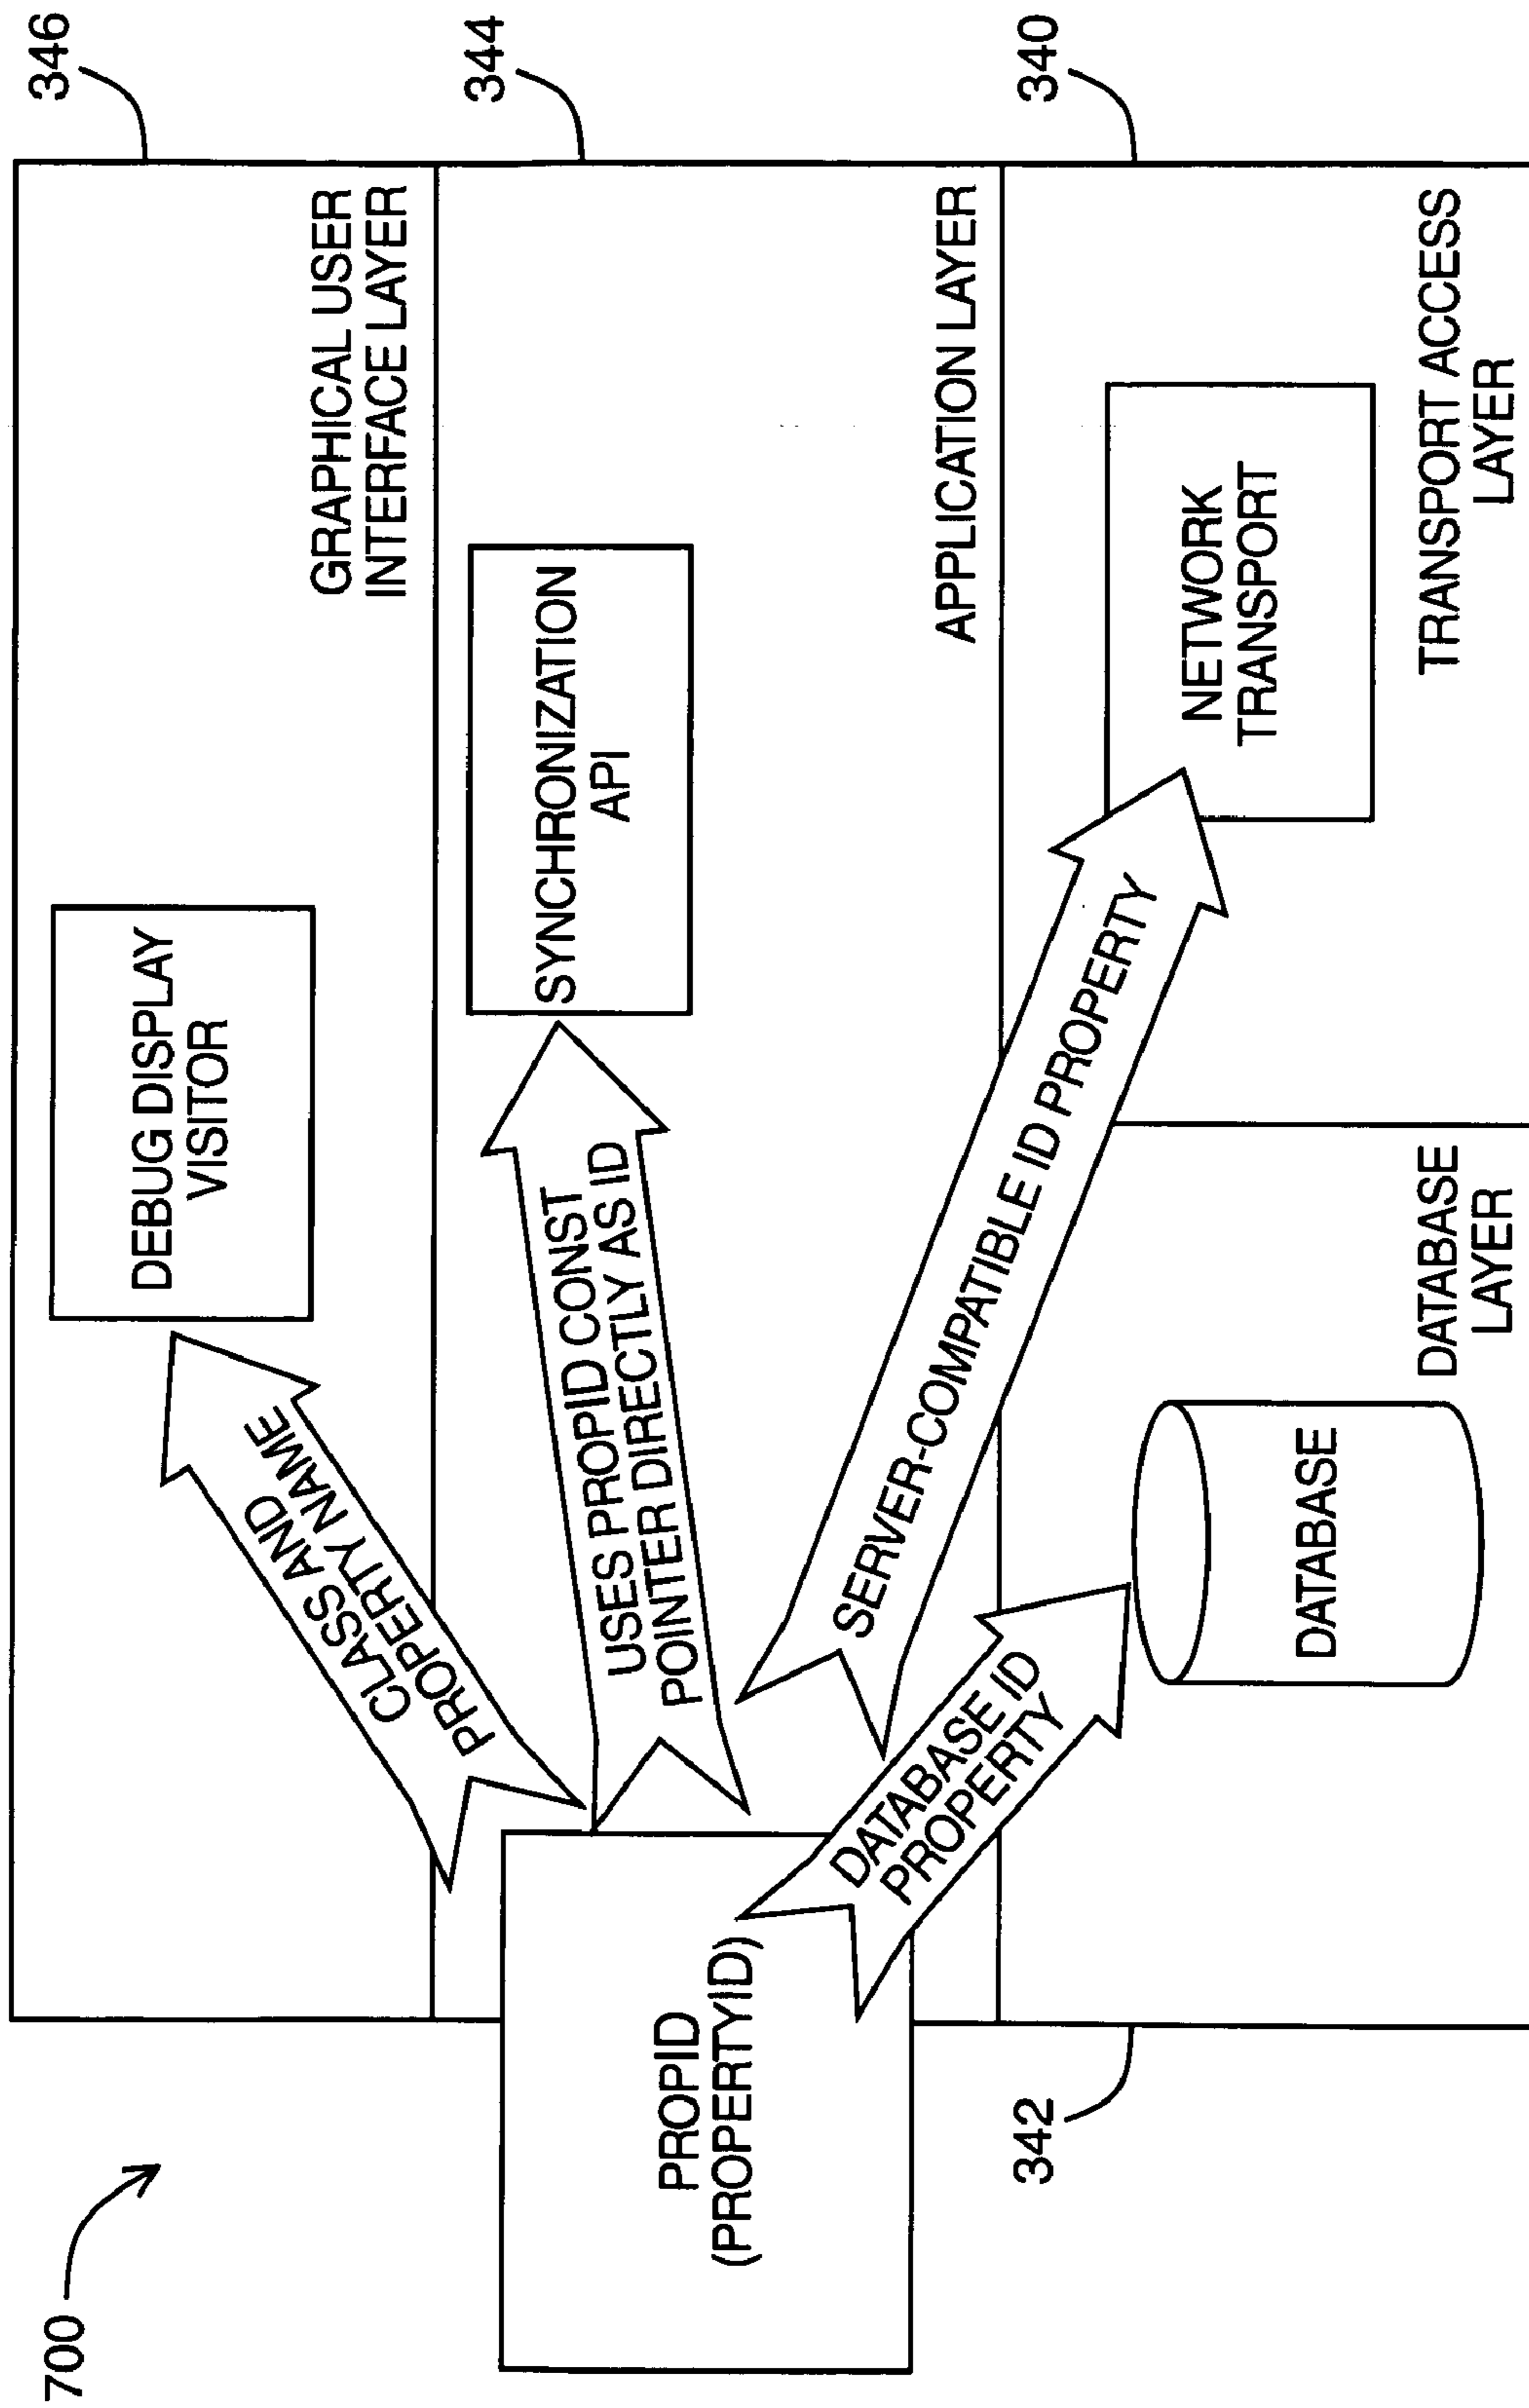 700
346
344
340
342
DEBUG DISPLAY
VISITOR
GRAPHICAL USER
INTERFACE LAYER
CLASS AND
PROPERTY NAME
SYNCHRONIZATION
API
USES PROPID CONST
POINTER DIRECTLY AS ID
APPLICATION LAYER
PROPID
(PROPERTYID)
SERVER-COMPATIBLE ID PROPERTY
DATABASE ID
PROPERTY
NETWORK
TRANSPORT
DATABASE
DATABASE
LAYER
TRANSPORT ACCESS
LAYER